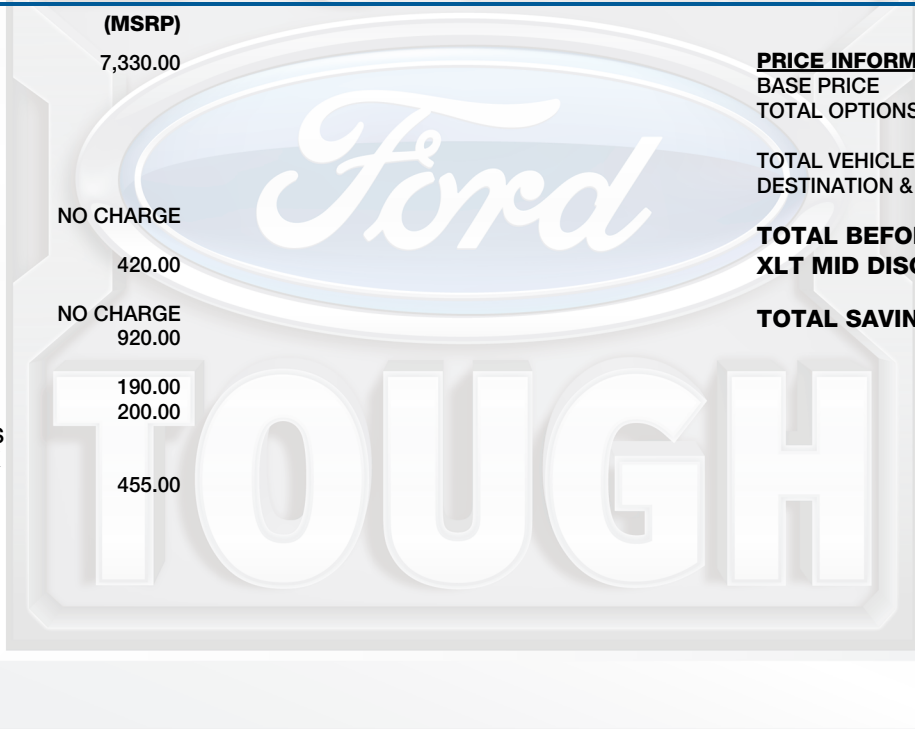 (MSRP)
7,330.00
NO CHARGE
420.00
NO CHARGE
920.00
190.00
200.00
S
455.00
PRICE INFORM
BASE PRICE
TOTAL OPTIONS
TOTAL VEHICLE
DESTINATION &
TOTAL BEFO
XLT MID DISC
TOTAL SAVIN
Ford
TOUGH